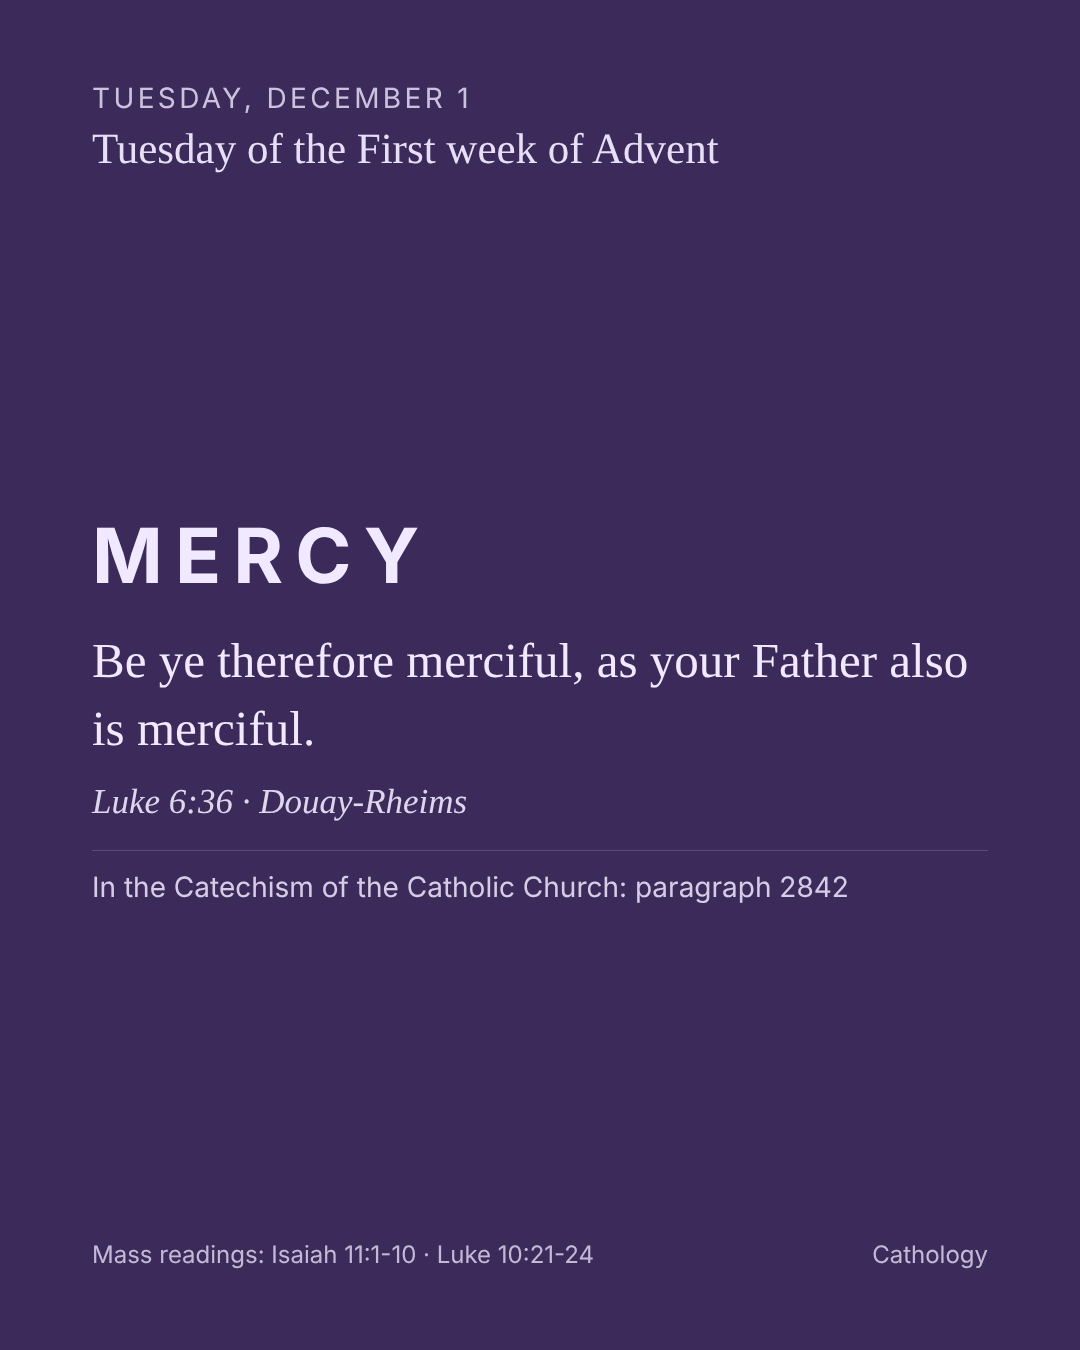 TUESDAY, DECEMBER 1
Tuesday of the First week of Advent
MERCY
Be ye therefore merciful, as your Father also
is merciful.
Luke 6:36 · Douay-Rheims
In the Catechism of the Catholic Church: paragraph 2842
Mass readings: Isaiah 11:1-10 · Luke 10:21-24
Cathology